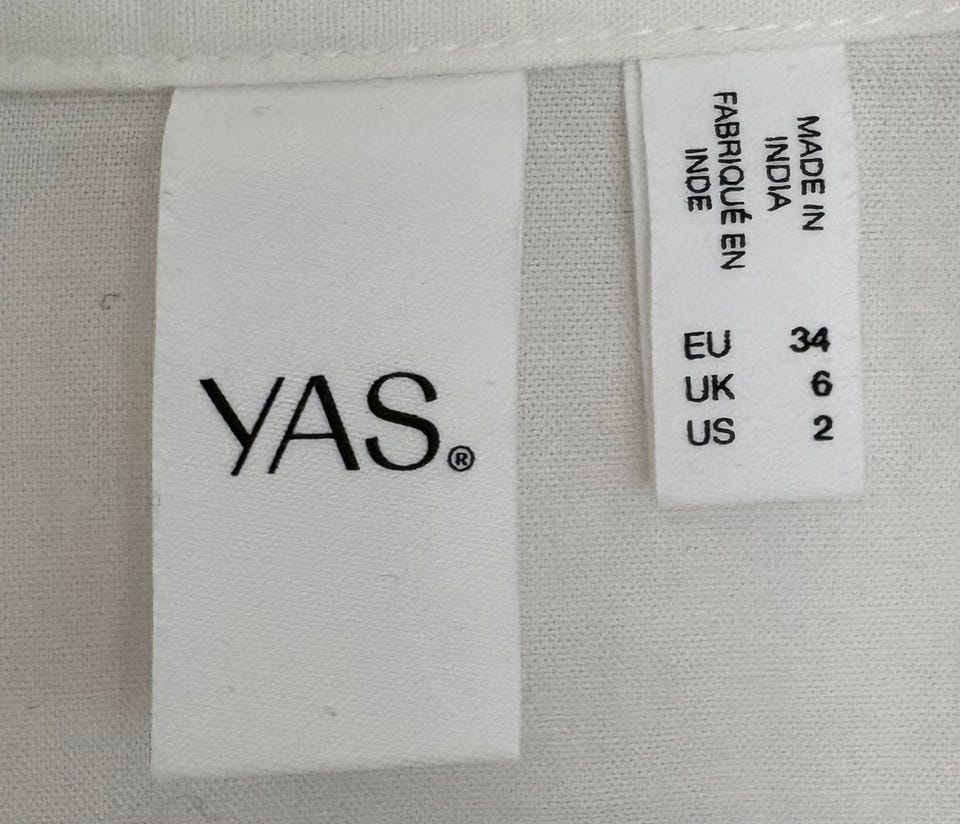 YAS®
MADE IN
INDIA
FABRIQUÉ EN
INDE
EU 34
UK 6
US 2